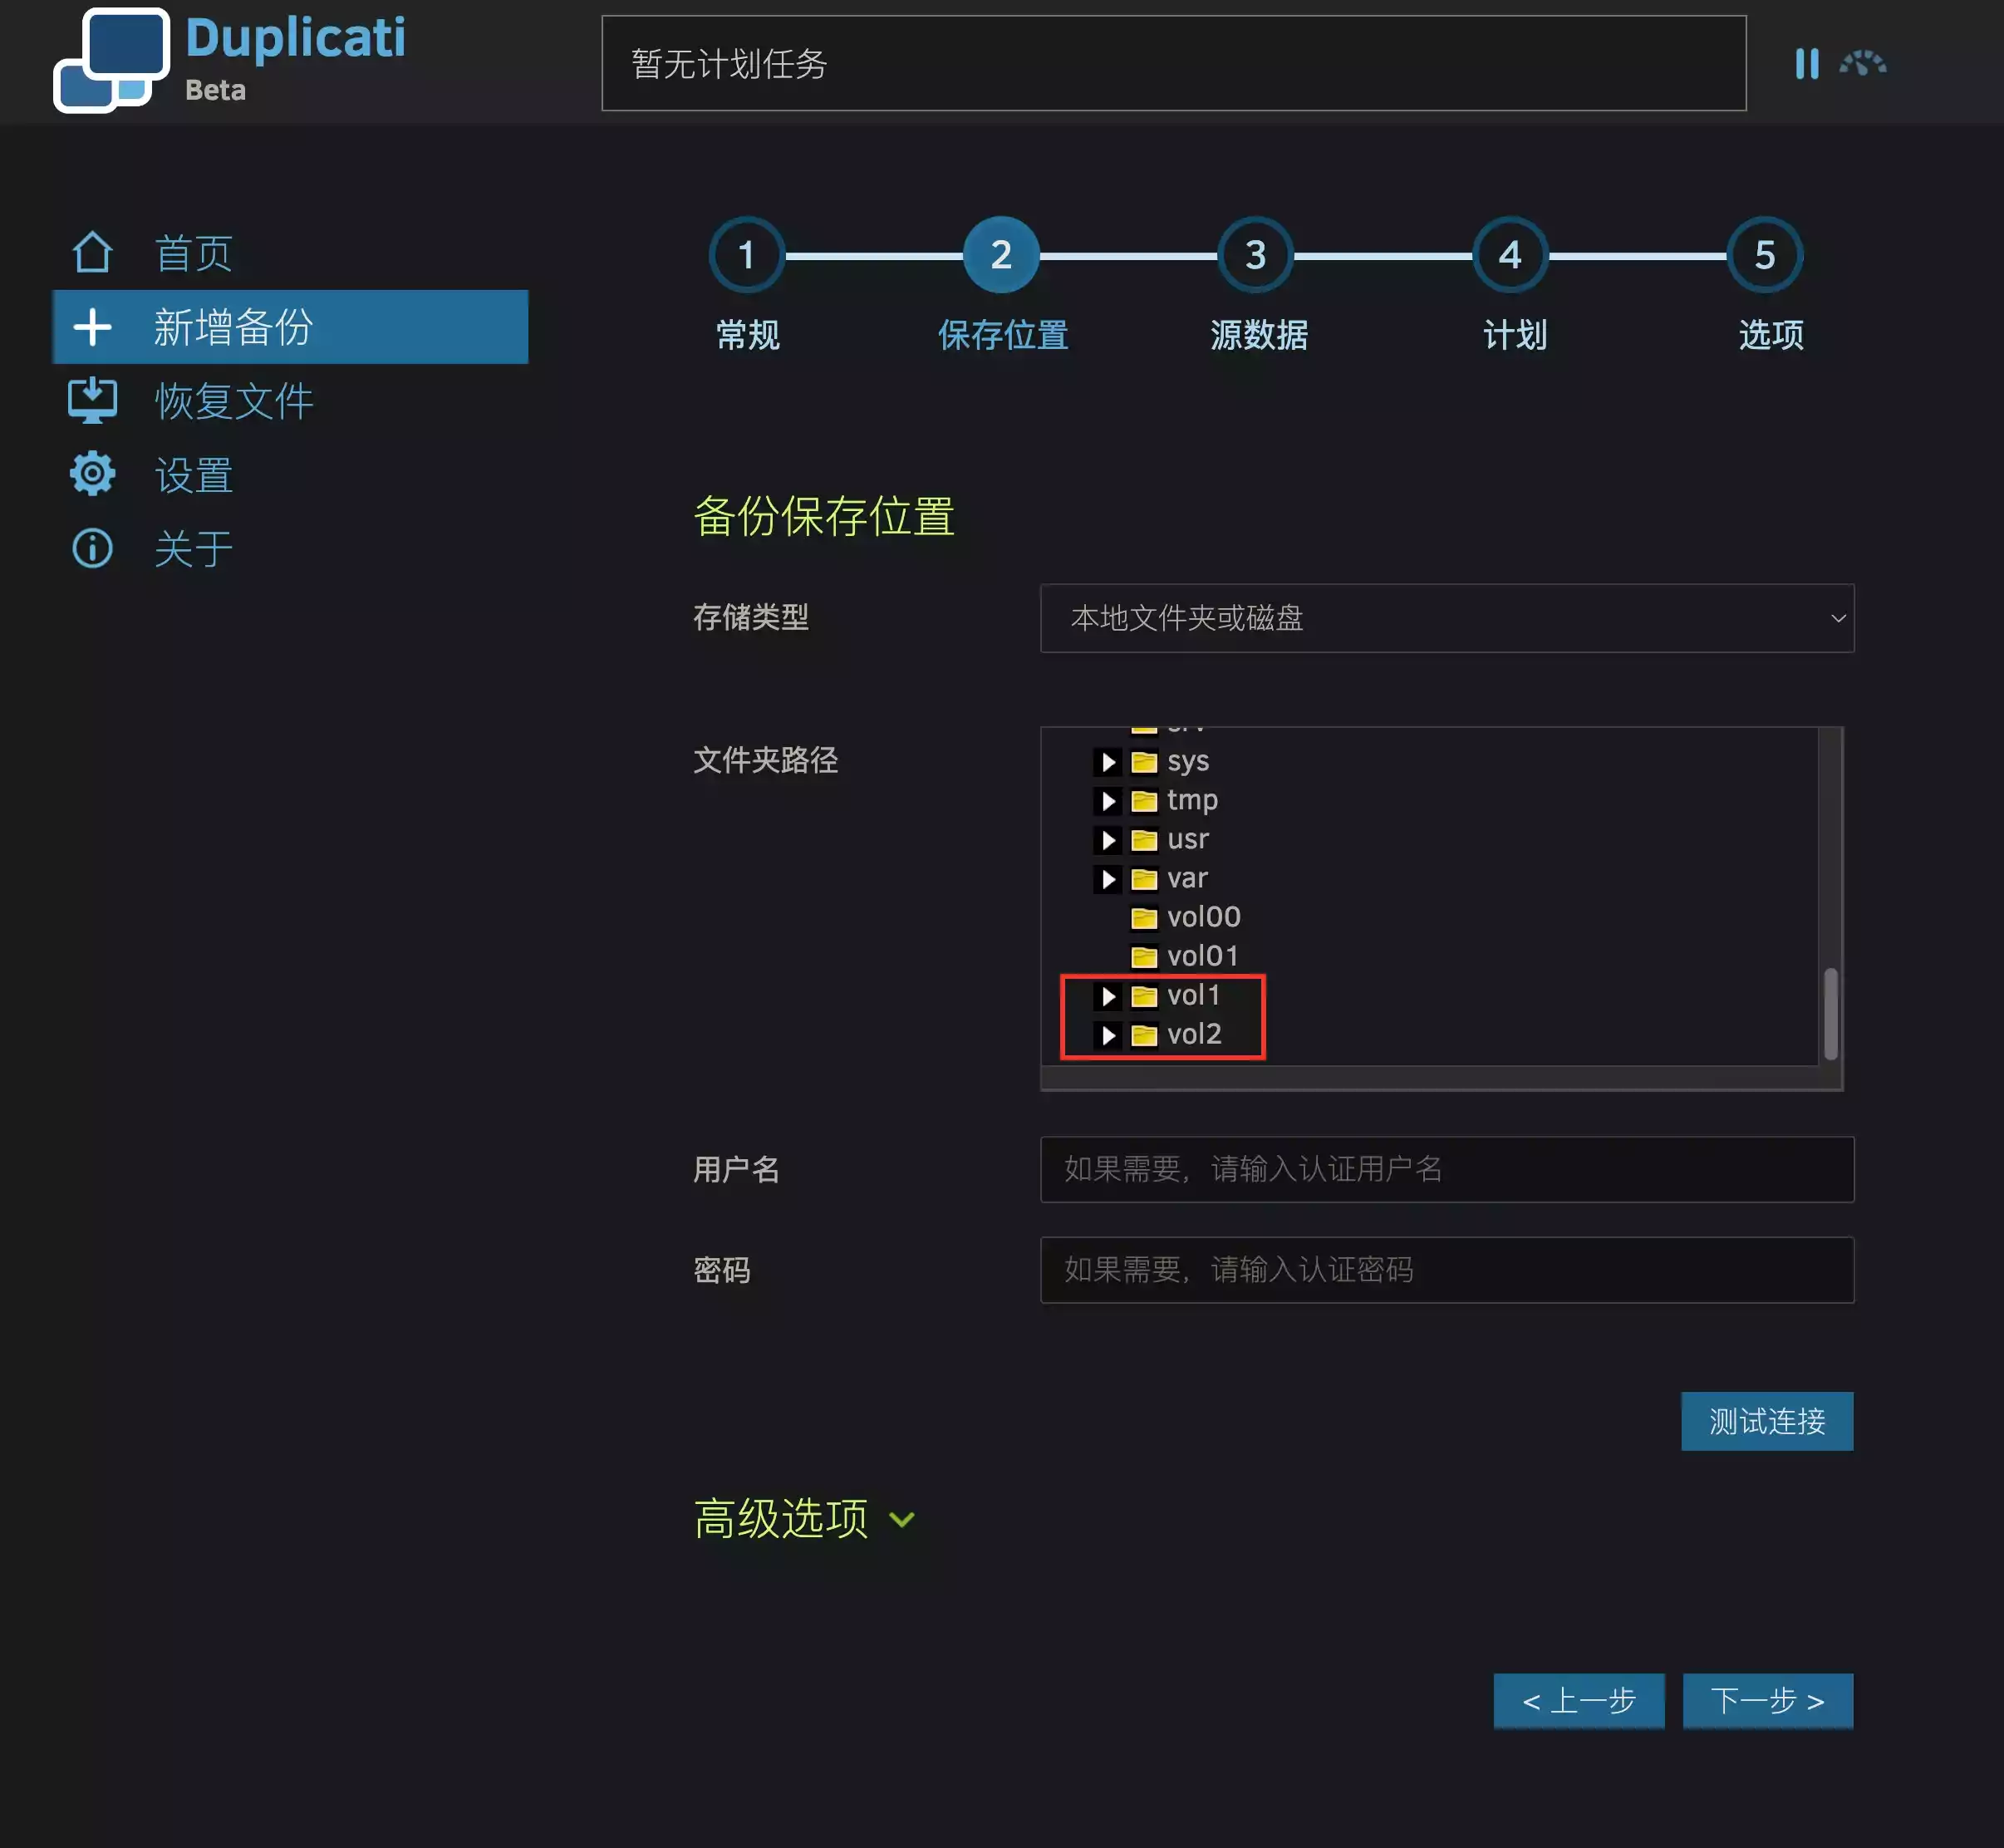 Duplicati
Beta
暂无计划任务
首页
新增备份
恢复文件
设置
关于
1
2
3
4
5
常规
保存位置
源数据
计划
选项
备份保存位置
存储类型
本地文件夹或磁盘
文件夹路径
sys
tmp
usr
var
vol00
vol01
vol1
vol2
用户名
如果需要，请输入认证用户名
密码
如果需要，请输入认证密码
测试连接
高级选项
< 上一步
下一步 >